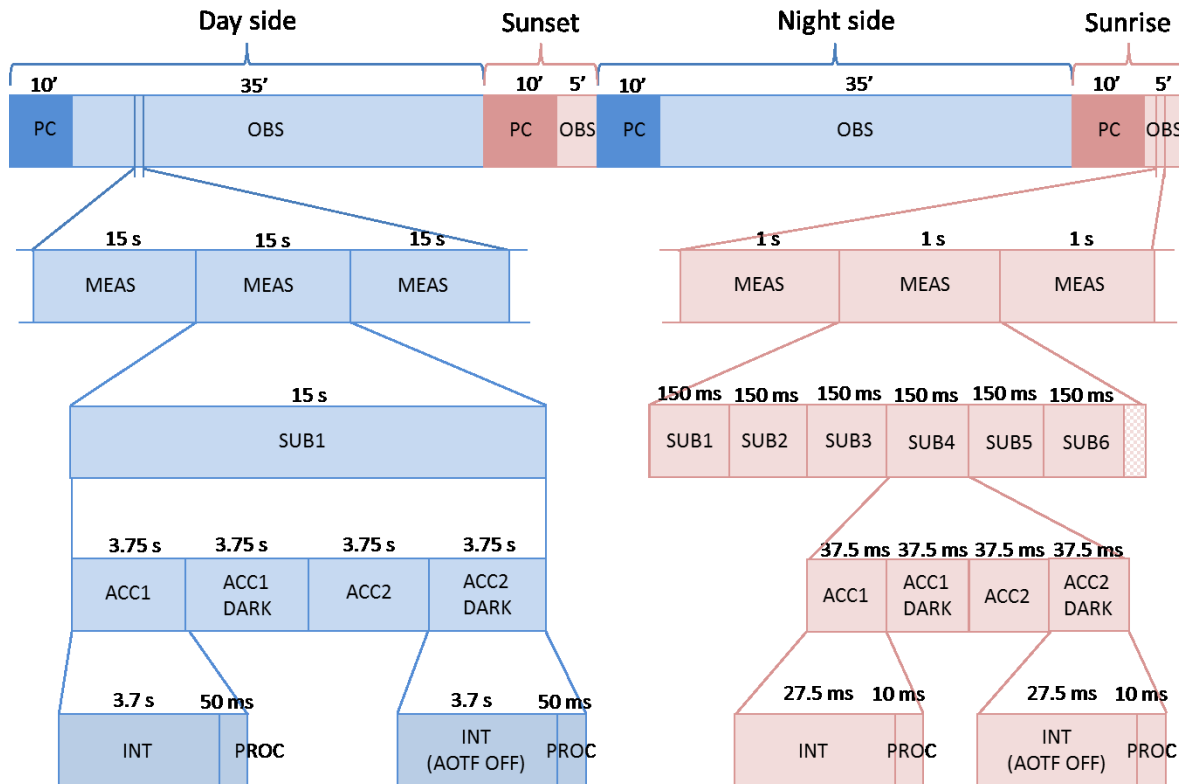 Day side
Sunset
Night side
Sunrise
10’
35’
10’
5’
10’
35’
10’
5’
PC
OBS
PC
OBS
PC
OBS
PC
OBS
15 s
15 s
15 s
1 s
1 s
1 s
MEAS
MEAS
MEAS
MEAS
MEAS
MEAS
15 s
150 ms
150 ms
150 ms
150 ms
150 ms
150 ms
SUB1
SUB1
SUB2
SUB3
SUB4
SUB5
SUB6
3.75 s
3.75 s
3.75 s
3.75 s
37.5 ms
37.5 ms
37.5 ms
37.5 ms
ACC1
ACC1
DARK
ACC2
ACC2
DARK
ACC1
ACC1
DARK
ACC2
ACC2
DARK
3.7 s
50 ms
3.7 s
50 ms
27.5 ms
10 ms
27.5 ms
10 ms
INT
PROC
INT
(AOTF OFF)
PROC
INT
PROC
INT
(AOTF OFF)
PROC